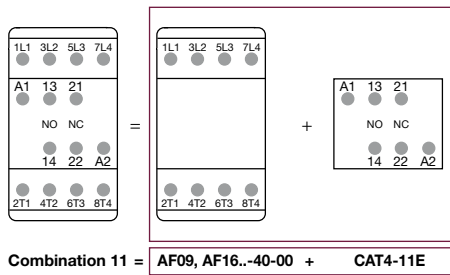 1L1 3L2 5L3 7L4
A1 13 21
NO NC
14 22 A2
2T1 4T2 6T3 8T4
=
1L1 3L2 5L3 7L4
2T1 4T2 6T3 8T4
+
A1 13 21
NO NC
14 22 A2
Combination 11 = AF09, AF16..-40-00 + CAT4-11E